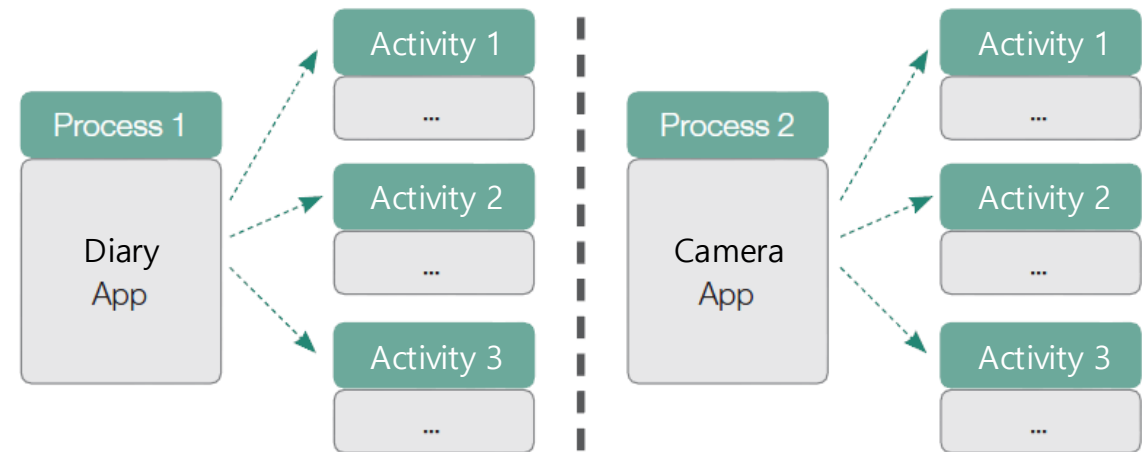 Process 1
Diary
App
Activity 1
...
Activity 2
...
Activity 3
...
Process 2
Camera
App
Activity 1
...
Activity 2
...
Activity 3
...